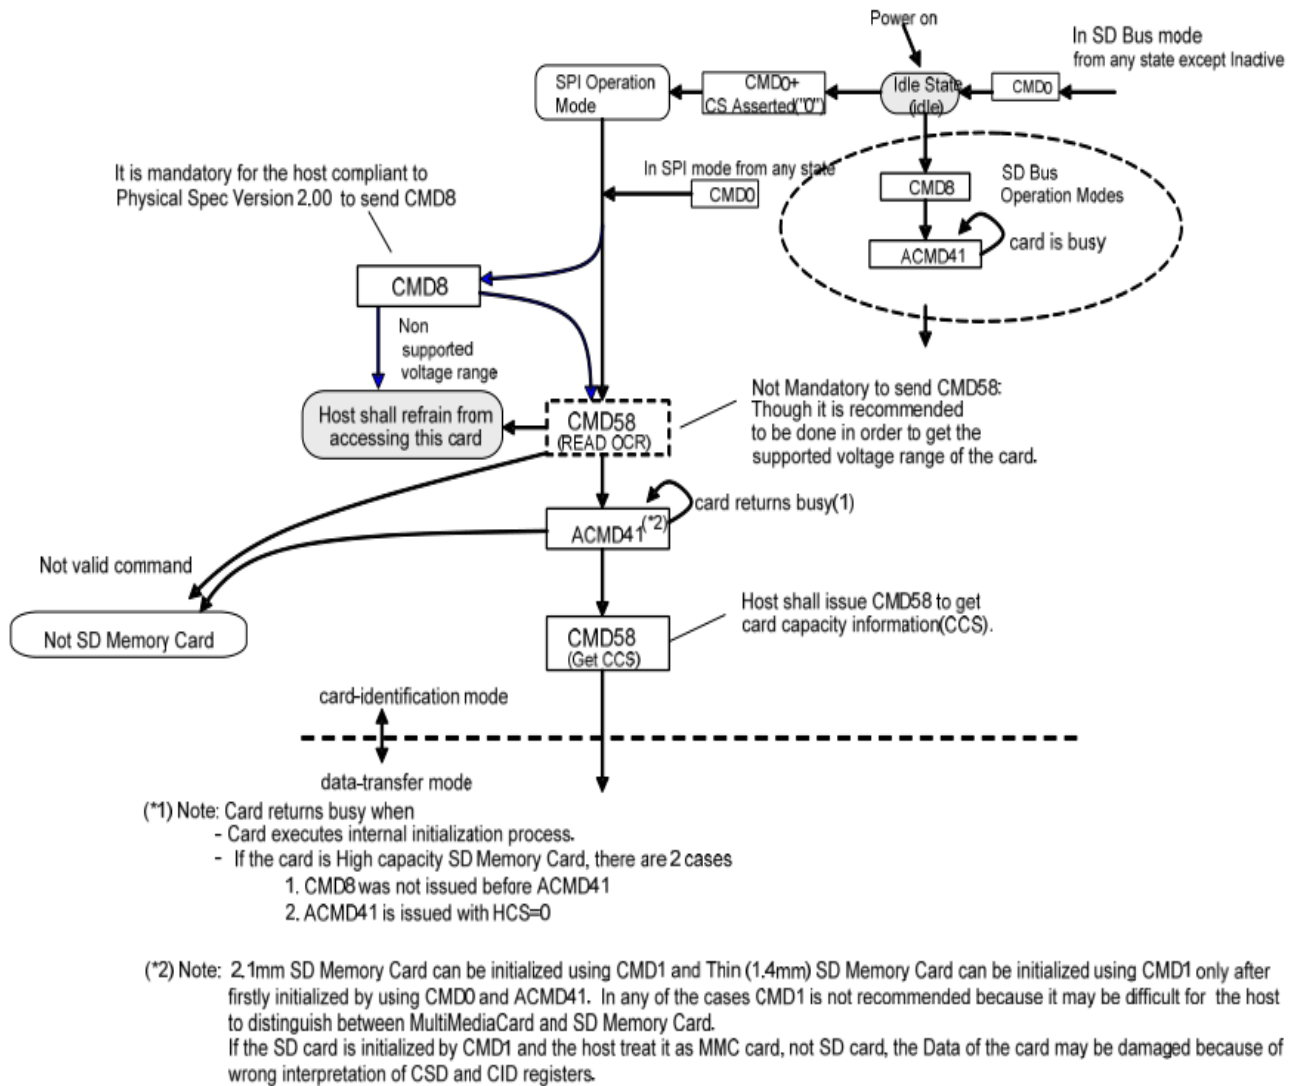 Power on
In SD Bus mode
from any state except Inactive
SPI Operation
Mode
CMD0+
CS Asserted("0")
Idle State
(idle)
CMD0
It is mandatory for the host compliant to
Physical Spec Version 2.00 to send CMD8
In SPI mode from any state
CMD0
CMD8
SD Bus
Operation Modes
ACMD41
card is busy
CMD8
Non
supported
voltage range
Host shall refrain from
accessing this card
CMD58
(READ OCR)
Not Mandatory to send CMD58:
Though it is recommended
to be done in order to get the
supported voltage range of the card.
card returns busy(1)
ACMD41(*2)
Not valid command
Not SD Memory Card
Host shall issue CMD58 to get
card capacity information(CCS).
CMD58
(Get CCS)
card-identification mode
data-transfer mode
(*1) Note: Card returns busy when
- Card executes internal initialization process.
- If the card is High capacity SD Memory Card, there are 2 cases
1. CMD8 was not issued before ACMD41
2. ACMD41 is issued with HCS=0
(*2) Note: 2.1mm SD Memory Card can be initialized using CMD1 and Thin (1.4mm) SD Memory Card can be initialized using CMD1 only after
firstly initialized by using CMD0 and ACMD41. In any of the cases CMD1 is not recommended because it may be difficult for the host
to distinguish between MultiMediaCard and SD Memory Card.
If the SD card is initialized by CMD1 and the host treat it as MMC card, not SD card, the Data of the card may be damaged because of
wrong interpretation of CSD and CID registers.